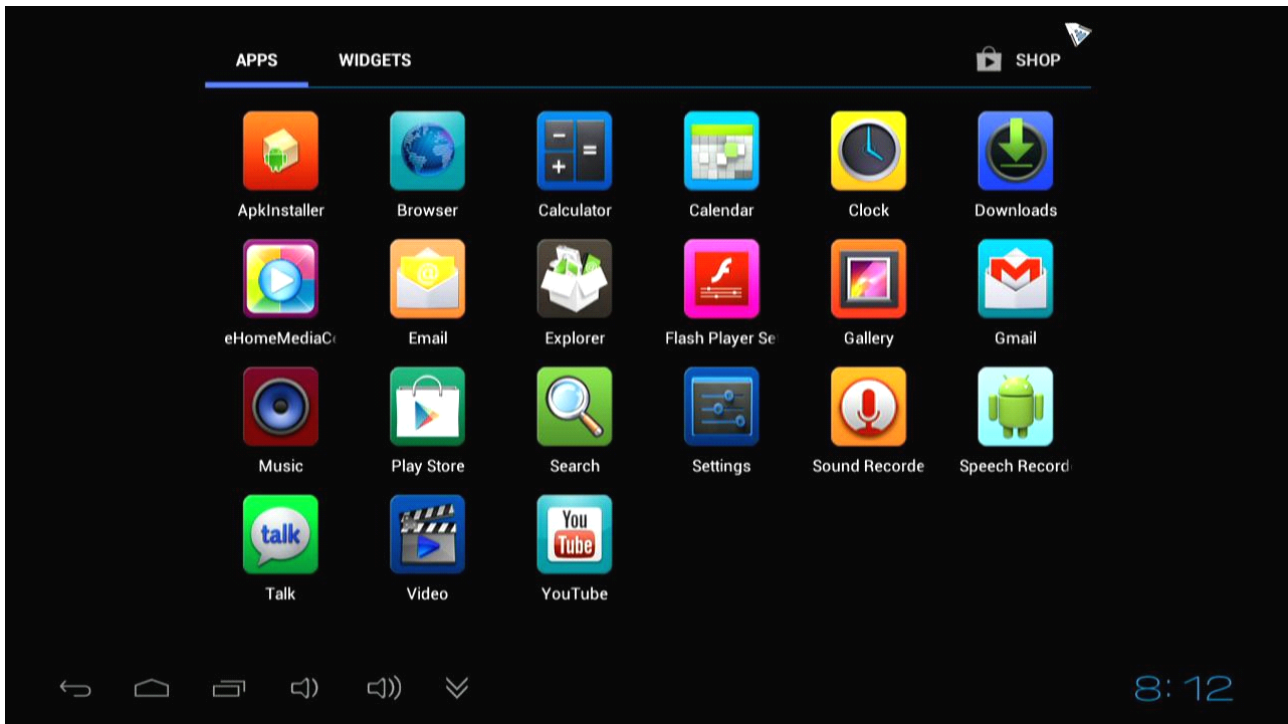 APPS WIDGETS SHOP
ApkInstaller Browser Calculator Calendar Clock Downloads
eHomeMediaC Email Explorer Flash Player Se Gallery Gmail
Music Play Store Search Settings Sound Recorde Speech Record
talk You
Tube
Talk Video YouTube
8:12